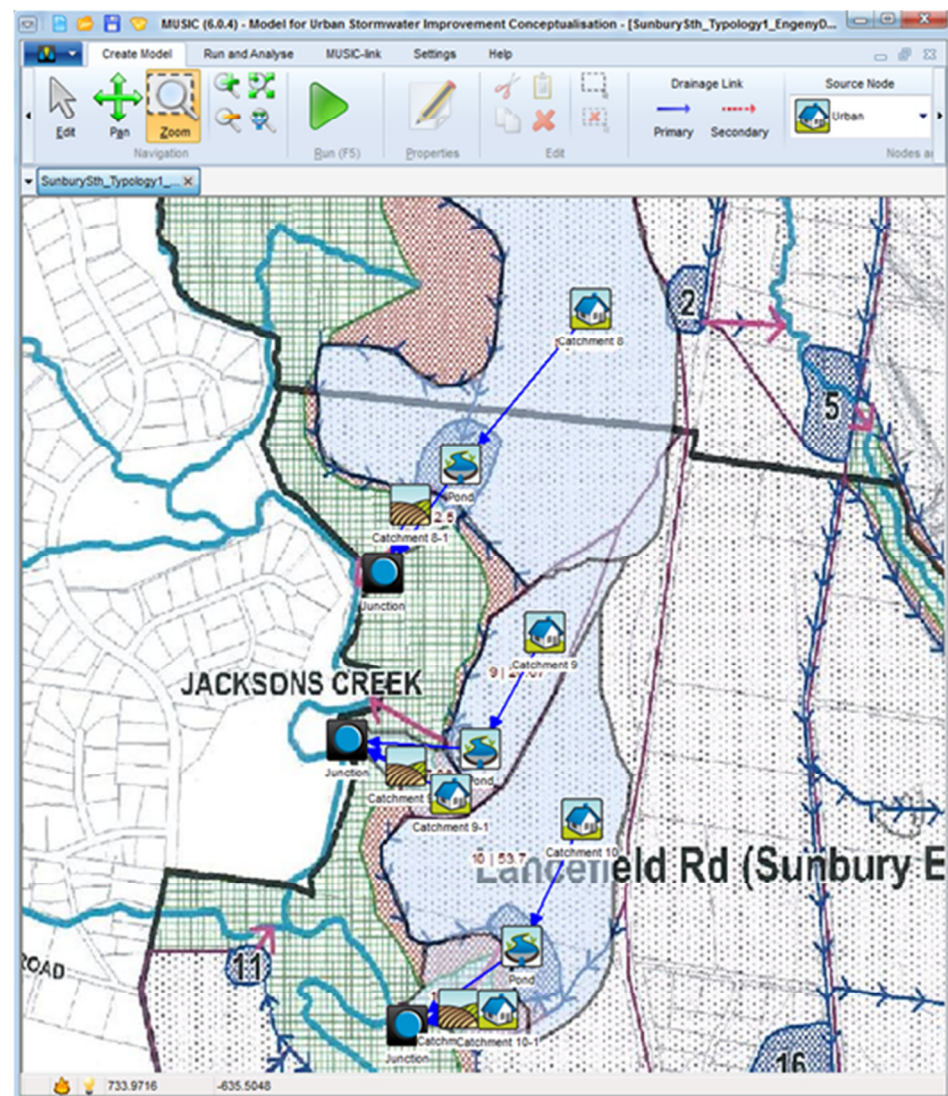 MUSIC (6.0.4) - Model for Urban Stormwater Improvement Conceptualisation - [SunburySth_Typology1_EngenyD...
Create Model Run and Analyse MUSIC-link Settings Help
Drainage Link Source Node
Urban
Edit Pan Zoom Primary Secondary
Navigation Run (F5) Properties Edit Nodes
SunburySth_Typology1_...
2
Catchment 8
5
Pond
Catchment 8-1
Junction
Catchment 9
JACKSONS CREEK
Junction
Catchment
Catchment 9-1
10 | 53.7
Catchment 10
Lancefield Rd (Sunbury E
ROAD
11
Pond
Catchment 10-1
Junction
16
733.9716 -635.5048